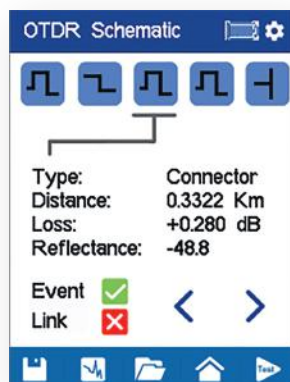 OTDR Schematic
Type: Connector
Distance: 0.3322 Km
Loss: +0.280 dB
Reflectance: -48.8
Event
Link
Test